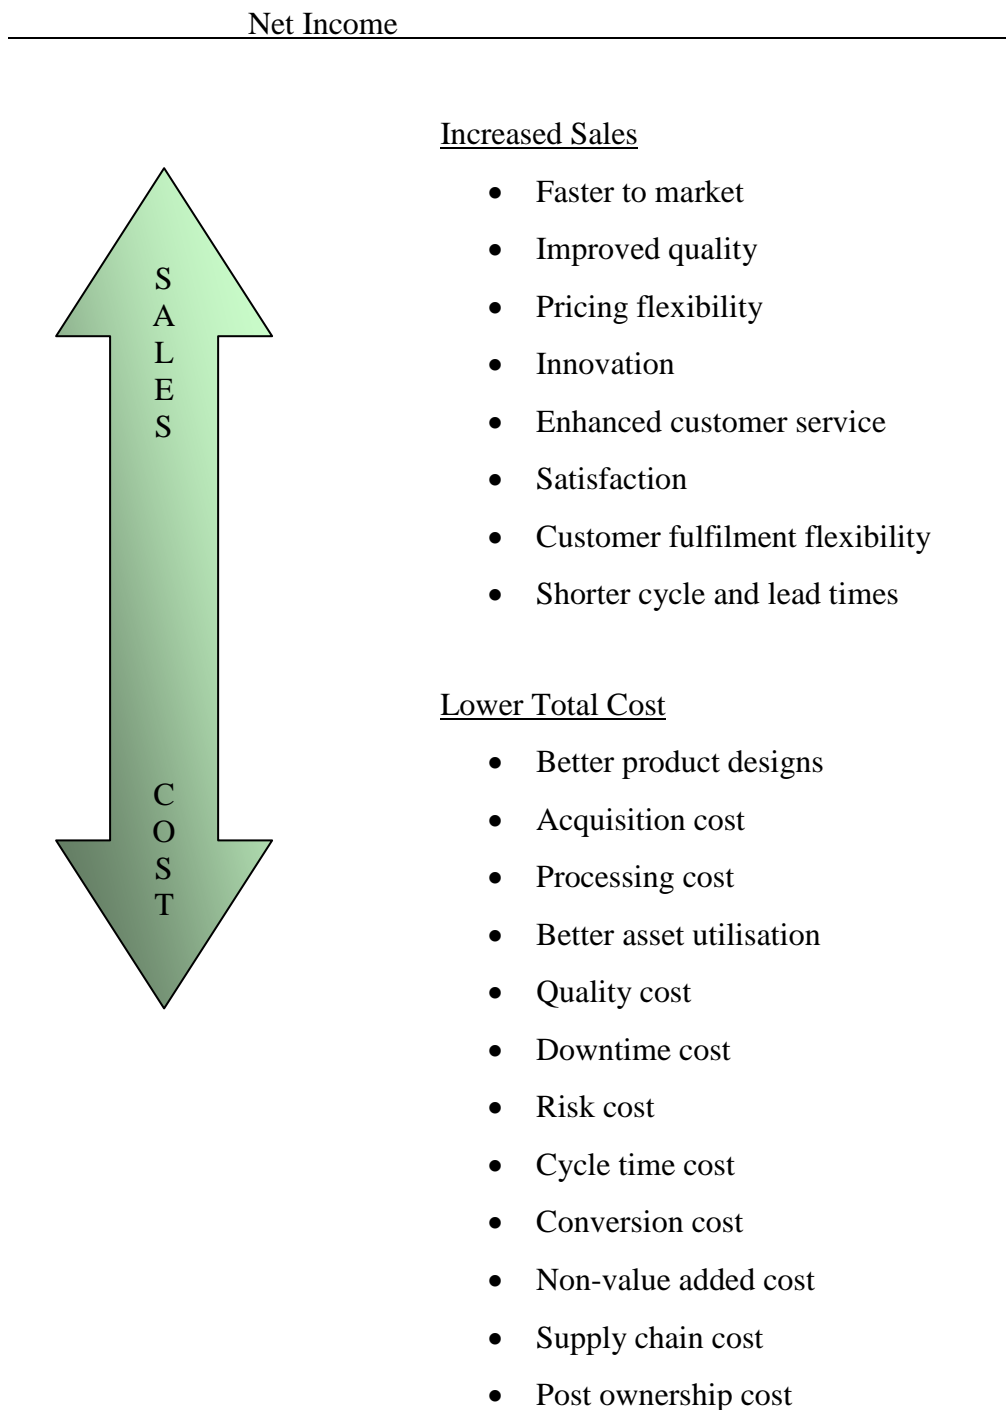 Net Income
Increased Sales
• Faster to market
• Improved quality
• Pricing flexibility
• Innovation
• Enhanced customer service
• Satisfaction
• Customer fulfilment flexibility
• Shorter cycle and lead times
S
A
L
E
S
Lower Total Cost
• Better product designs
• Acquisition cost
• Processing cost
• Better asset utilisation
• Quality cost
• Downtime cost
• Risk cost
• Cycle time cost
• Conversion cost
• Non-value added cost
• Supply chain cost
• Post ownership cost
C
O
S
T